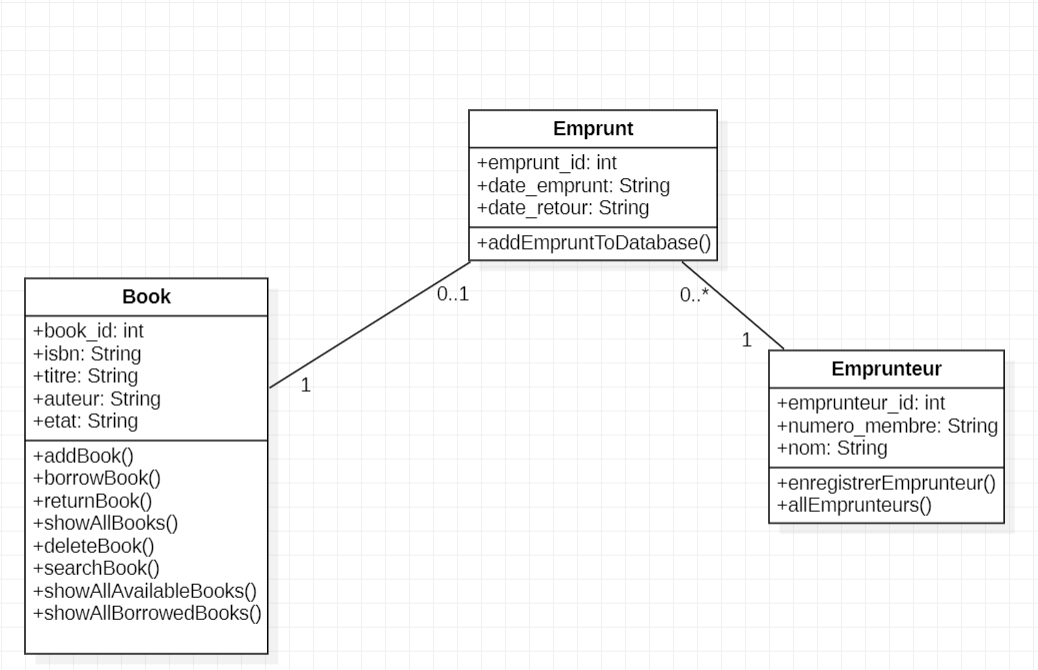 Emprunt
+emprunt_id: int
+date_emprunt: String
+date_retour: String
+addEmpruntToDatabase()
0..1
0..*
1
1
Book
+book_id: int
+isbn: String
+titre: String
+auteur: String
+etat: String
+addBook()
+borrowBook()
+returnBook()
+showAllBooks()
+deleteBook()
+searchBook()
+showAllAvailableBooks()
+showAllBorrowedBooks()
Emprunteur
+emprunteur_id: int
+numero_membre: String
+nom: String
+enregistrerEmprunteur()
+allEmprunteurs()